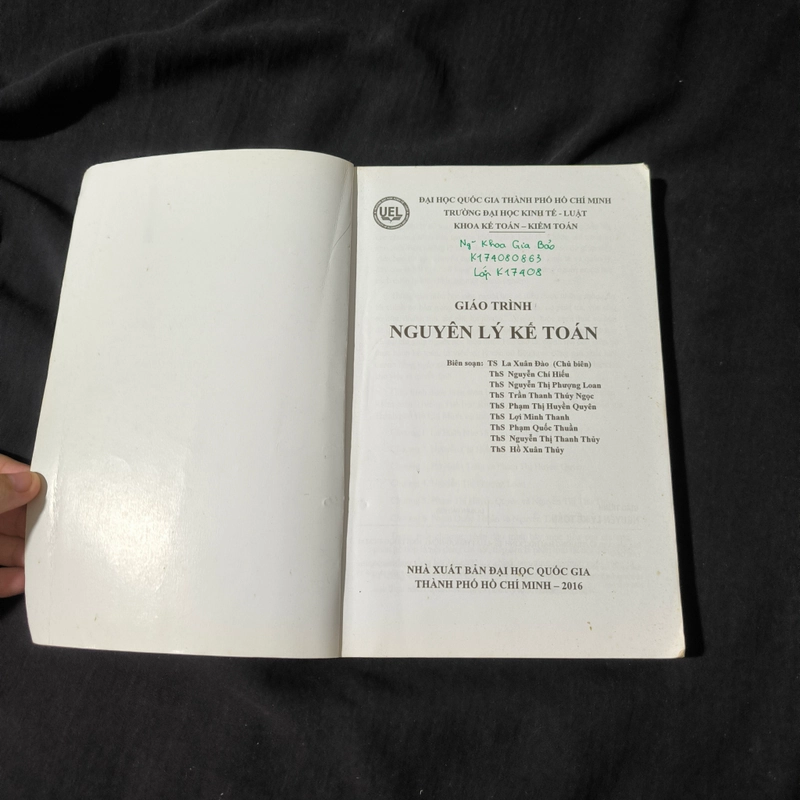 UEL
ĐẠI HỌC QUỐC GIA THÀNH PHỐ HỒ CHÍ MINH
TRƯỜNG ĐẠI HỌC KINH TẾ - LUẬT
KHOA KẾ TOÁN – KIỂM TOÁN
Ng~ Khoa Gia Bảo
K174080863
Lớp K17408
GIÁO TRÌNH
NGUYÊN LÝ KẾ TOÁN
Biên soạn: TS La Xuân Đào (Chủ biên)
ThS Nguyễn Chí Hiếu
ThS Nguyễn Thị Phượng Loan
ThS Trần Thanh Thúy Ngọc
ThS Phạm Thị Huyền Quyên
ThS Lợi Minh Thanh
ThS Phạm Quốc Thuần
ThS Nguyễn Thị Thanh Thủy
ThS Hồ Xuân Thủy
NHÀ XUẤT BẢN ĐẠI HỌC QUỐC GIA
THÀNH PHỐ HỒ CHÍ MINH – 2016